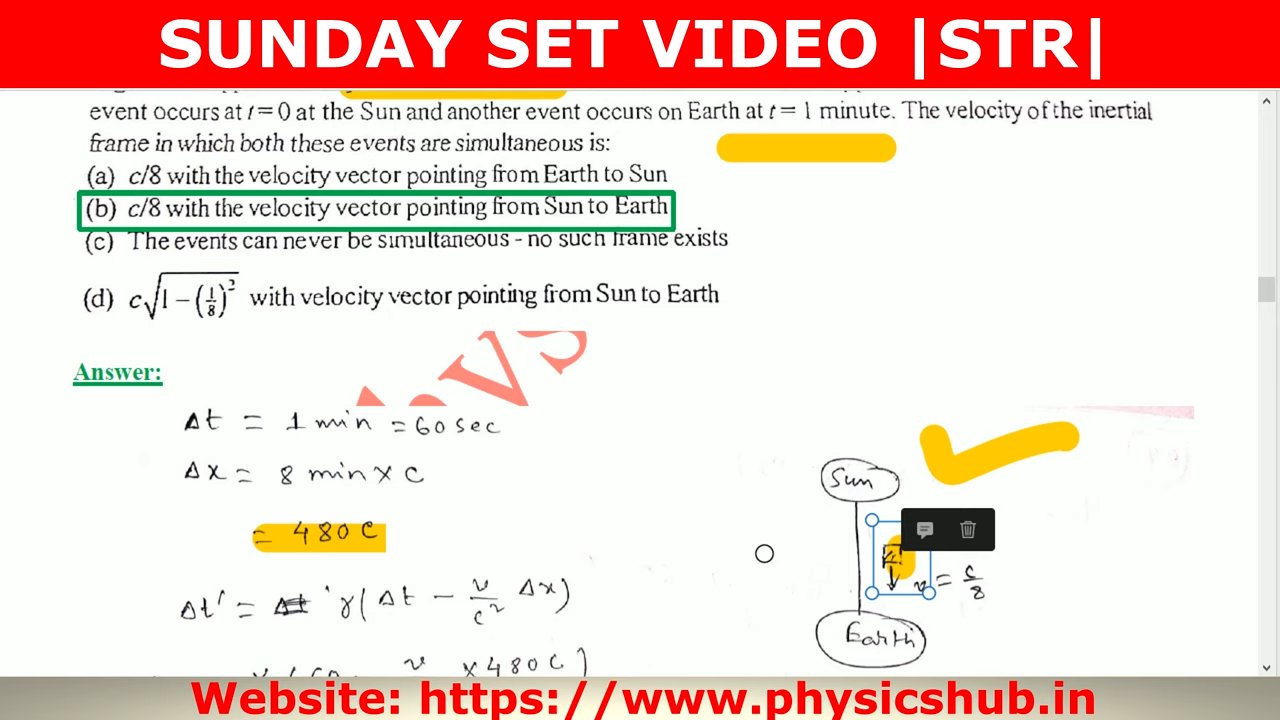 SUNDAY SET VIDEO |STR|
event occurs at t = 0 at the Sun and another event occurs on Earth at t = 1 minute. The velocity of the inertial
frame in which both these events are simultaneous is:
(a) c/8 with the velocity vector pointing from Earth to Sun
(b) c/8 with the velocity vector pointing from Sun to Earth
(c) The events can never be simultaneous - no such frame exists
(d) c√1 − (1/8)² with velocity vector pointing from Sun to Earth
Answer:
Δt = 1 min = 60 sec
Δx = 8 min × c
= 480 c
Δt' = γ(Δt − v/c² Δx)
v × 480 c)
Sun
v = c/8
Earth
Website: https://www.physicshub.in